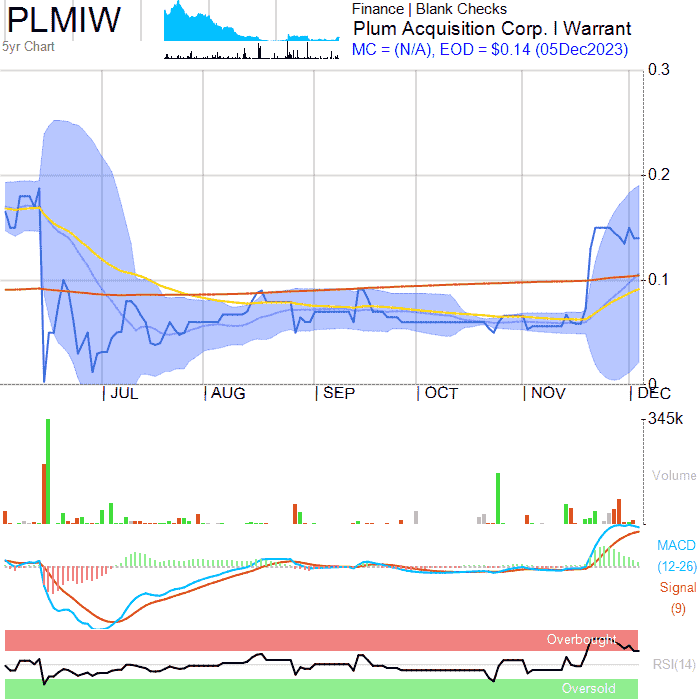 PLMIW
5yr Chart
Finance | Blank Checks
Plum Acquisition Corp. I Warrant
MC = (N/A), EOD = $0.14 (05Dec2023)
0.3
0.2
0.1
0
JUL
AUG
SEP
OCT
NOV
DEC
345k
Volume
MACD
(12-26)
Signal
(9)
Overbought
RSI(14)
Oversold